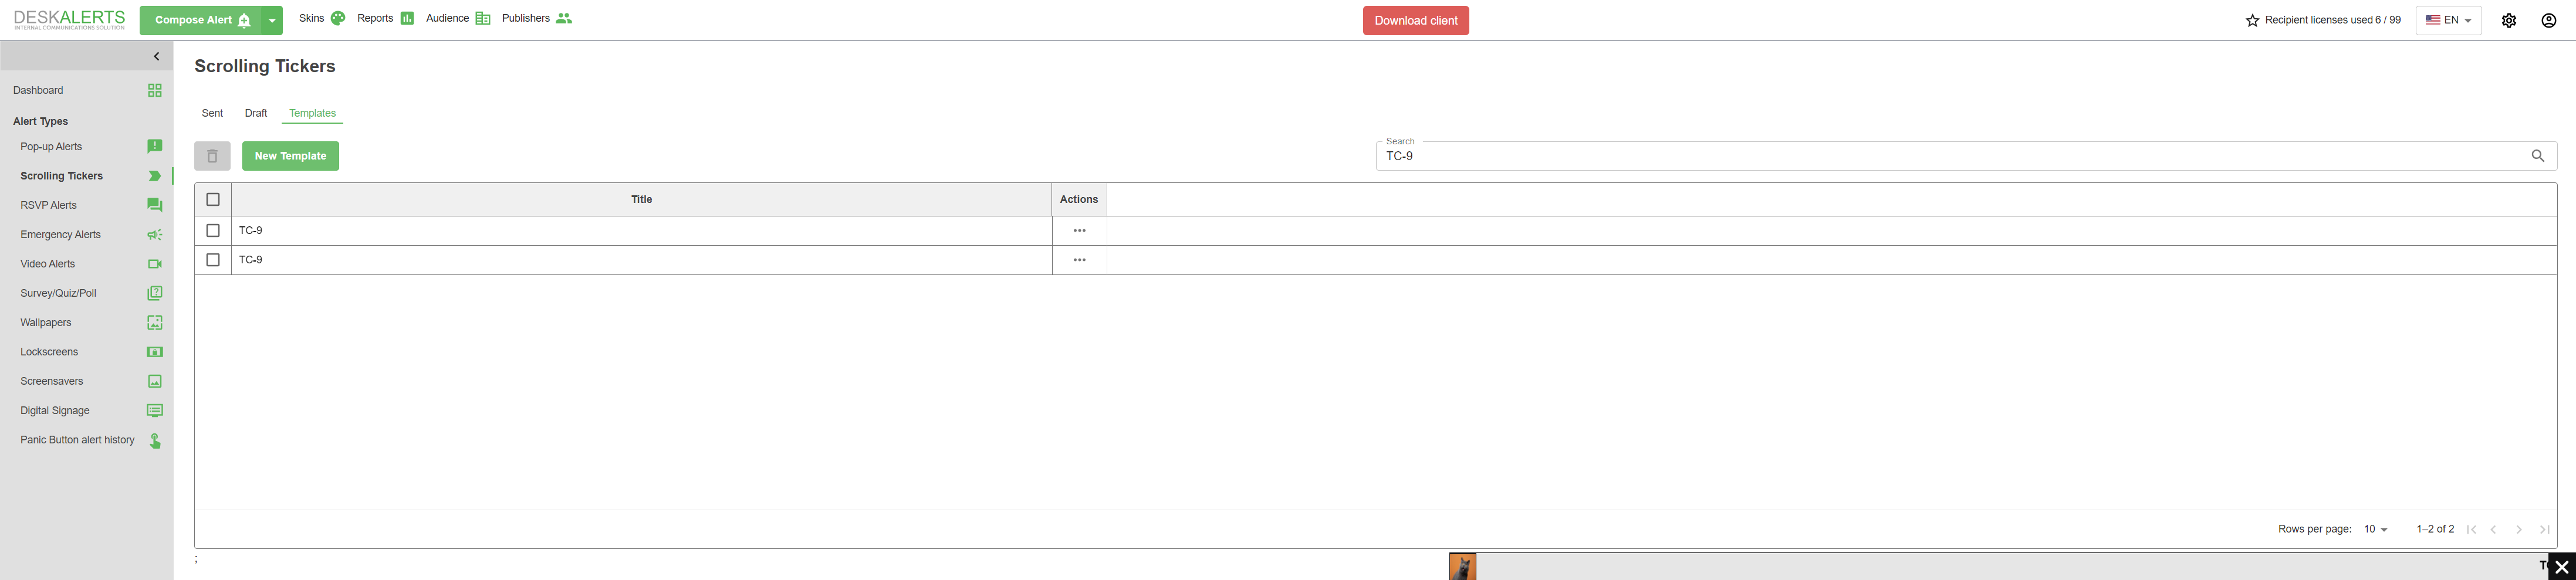 DESKALERTS
INTERNAL COMMUNICATIONS SOLUTION
Compose Alert
Skins
Reports
Audience
Publishers
Download client
Recipient licenses used 6 / 99
EN
Dashboard
Alert Types
Pop-up Alerts
Scrolling Tickers
RSVP Alerts
Emergency Alerts
Video Alerts
Survey/Quiz/Poll
Wallpapers
Lockscreens
Screensavers
Digital Signage
Panic Button alert history
Scrolling Tickers
Sent
Draft
Templates
New Template
Search
TC-9
Title
Actions
TC-9
TC-9
Rows per page: 10
1–2 of 2
;